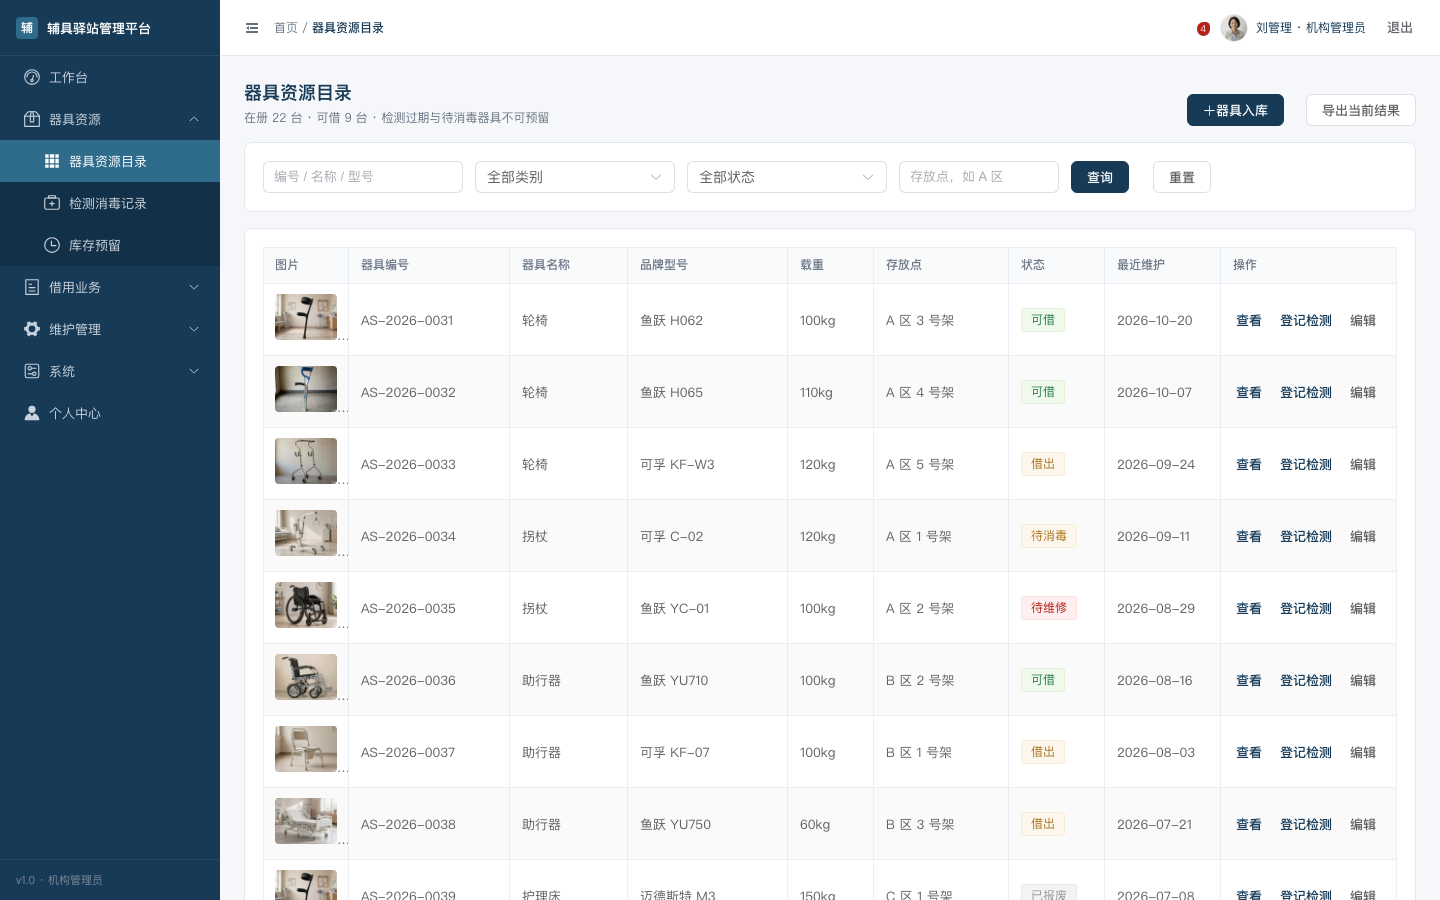 辅 辅具驿站管理平台
首页 / 器具资源目录
4 刘管理 · 机构管理员 退出
工作台
器具资源
器具资源目录
检测消毒记录
库存预留
借用业务
维护管理
系统
个人中心
v1.0 · 机构管理员
器具资源目录
在册 22 台 · 可借 9 台 · 检测过期与待消毒器具不可预留
＋器具入库 导出当前结果
编号 / 名称 / 型号 全部类别 全部状态 存放点，如 A 区 查询 重置
图片 器具编号 器具名称 品牌型号 载重 存放点 状态 最近维护 操作
... AS-2026-0031 轮椅 鱼跃 H062 100kg A 区 3 号架 可借 2026-10-20 查看 登记检测 编辑
... AS-2026-0032 轮椅 鱼跃 H065 110kg A 区 4 号架 可借 2026-10-07 查看 登记检测 编辑
... AS-2026-0033 轮椅 可孚 KF-W3 120kg A 区 5 号架 借出 2026-09-24 查看 登记检测 编辑
... AS-2026-0034 拐杖 可孚 C-02 120kg A 区 1 号架 待消毒 2026-09-11 查看 登记检测 编辑
... AS-2026-0035 拐杖 鱼跃 YC-01 100kg A 区 2 号架 待维修 2026-08-29 查看 登记检测 编辑
... AS-2026-0036 助行器 鱼跃 YU710 100kg B 区 2 号架 可借 2026-08-16 查看 登记检测 编辑
... AS-2026-0037 助行器 可孚 KF-07 100kg B 区 1 号架 借出 2026-08-03 查看 登记检测 编辑
... AS-2026-0038 助行器 鱼跃 YU750 60kg B 区 3 号架 借出 2026-07-21 查看 登记检测 编辑
AS-2026-0039 护理床 迈德斯特 M3 150kg C 区 1 号架 已报废 2026-07-08 查看 登记检测 编辑